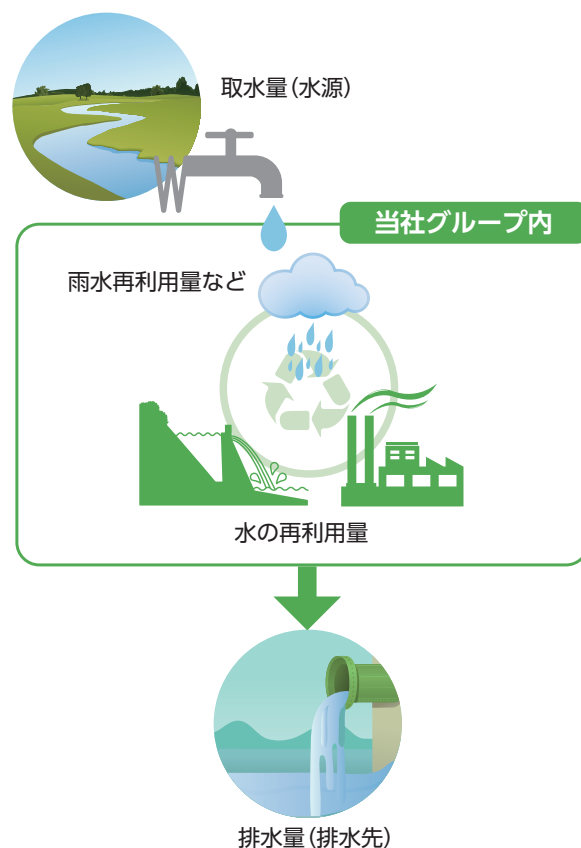 取水量（水源）
当社グループ内
雨水再利用量など
水の再利用量
排水量（排水先）